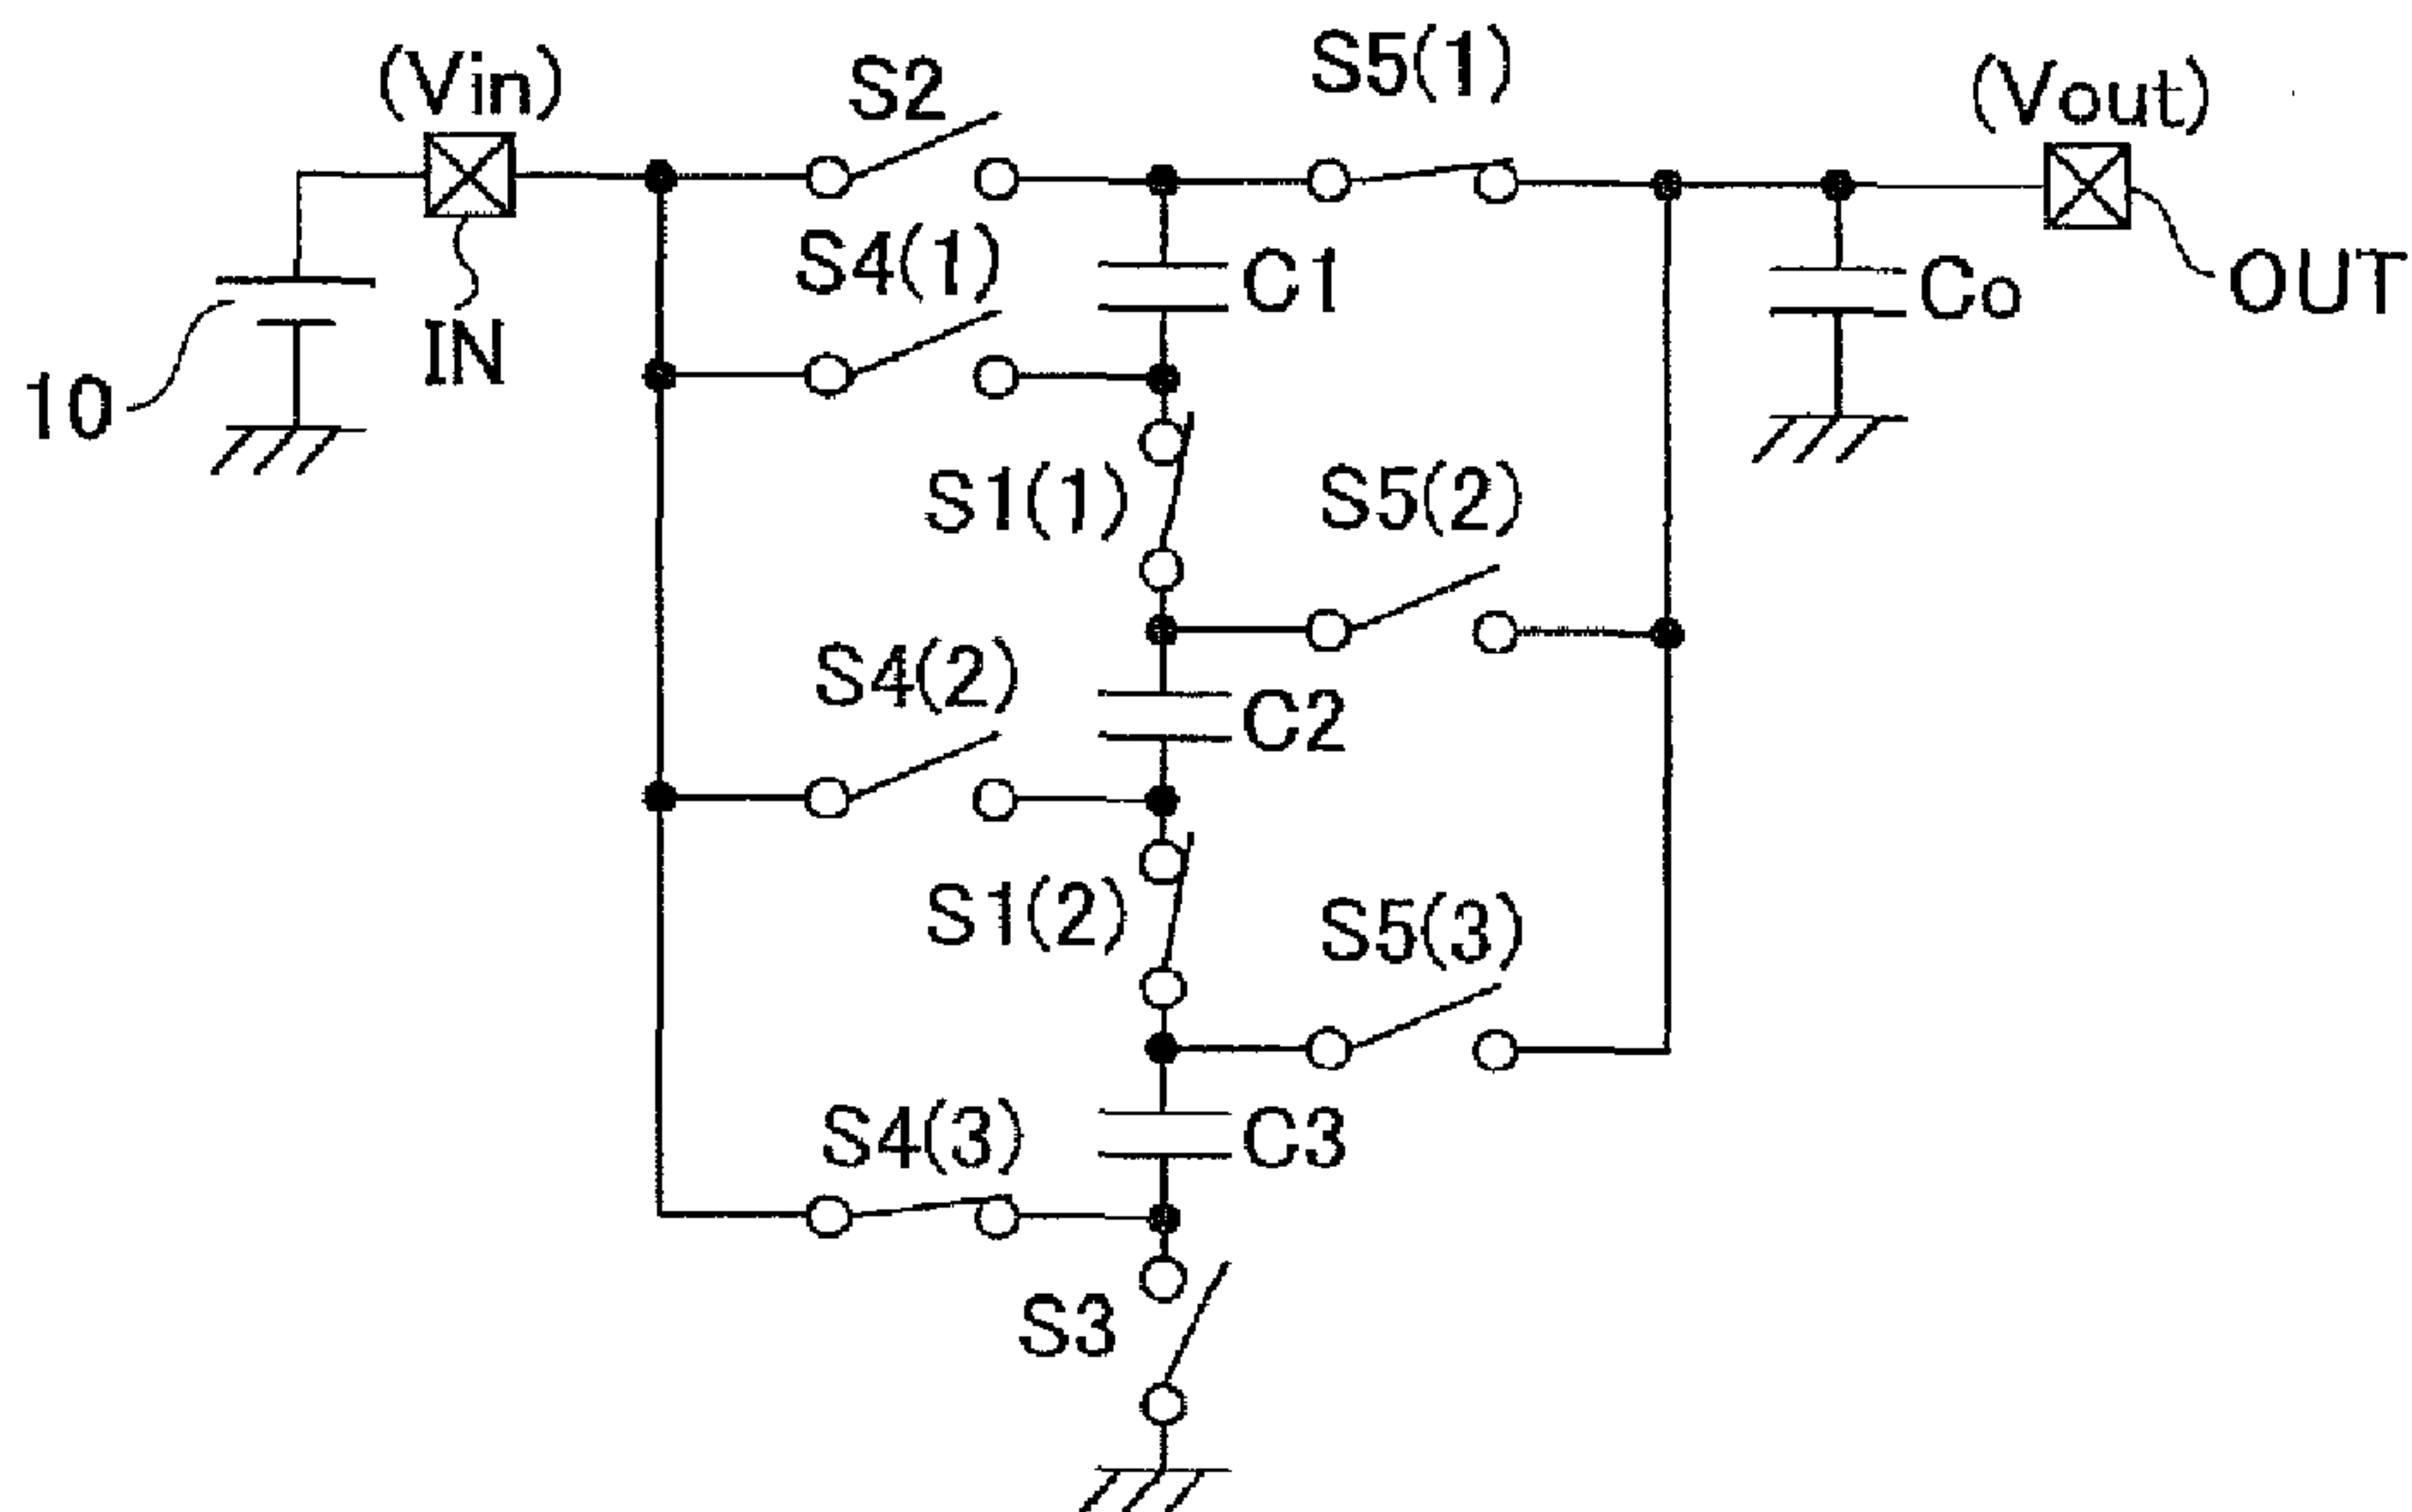 (Vin)
S2
S5(1)
(Vout)
S4(1)
C1
Co
OUT
IN
10
S1(1)
S5(2)
S4(2)
C2
S1(2)
S5(3)
S4(3)
C3
S3